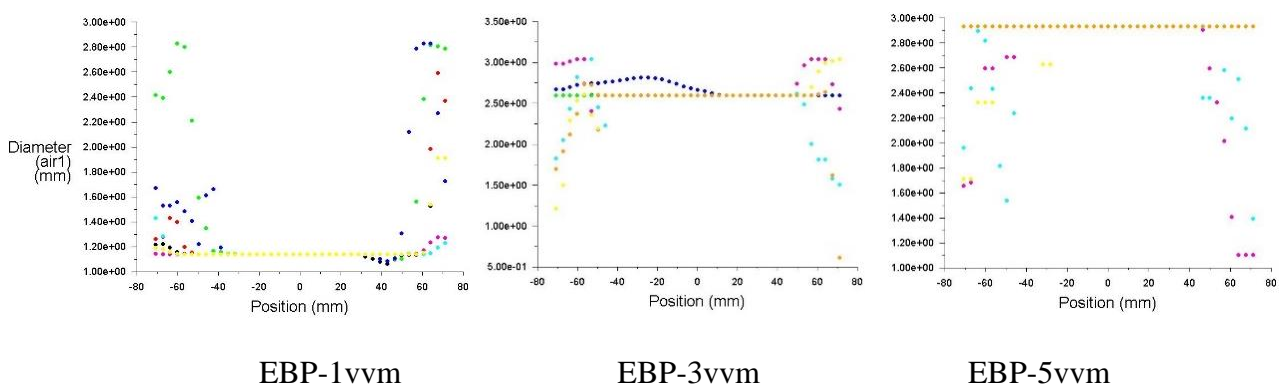 3.00e+00
2.80e+00
2.60e+00
2.40e+00
2.20e+00
2.00e+00
1.80e+00
1.60e+00
1.40e+00
1.20e+00
1.00e+00
Diameter
(air1)
(mm)
-80 -60 -40 -20 0 20 40 60 80
Position (mm)
3.50e+00
3.00e+00
2.50e+00
2.00e+00
1.50e+00
1.00e+00
5.00e-01
-80 -60 -40 -20 0 20 40 60 80
Position (mm)
3.00e+00
2.80e+00
2.60e+00
2.40e+00
2.20e+00
2.00e+00
1.80e+00
1.60e+00
1.40e+00
1.20e+00
1.00e+00
-80 -60 -40 -20 0 20 40 60 80
Position (mm)
EBP-1vvm EBP-3vvm EBP-5vvm